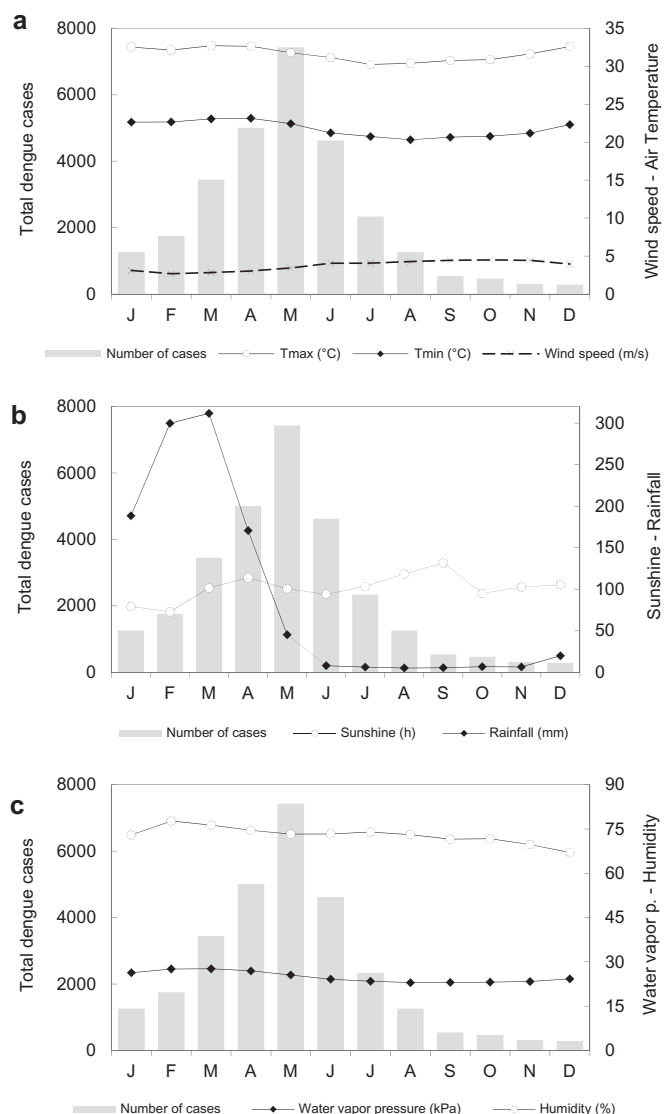 a
8000
6000
4000
2000
0
Total dengue cases
35
30
25
20
15
10
5
0
Wind speed - Air Temperature
J F M A M J J A S O N D
Number of cases Tmax (°C) Tmin (°C) Wind speed (m/s)
b
8000
6000
4000
2000
0
Total dengue cases
300
250
200
150
100
50
0
Sunshine - Rainfall
J F M A M J J A S O N D
Number of cases Sunshine (h) Rainfall (mm)
c
8000
6000
4000
2000
0
Total dengue cases
90
75
60
45
30
15
0
Water vapor p. - Humidity
J F M A M J J A S O N D
Number of cases Water vapor pressure (kPa) Humidity (%)